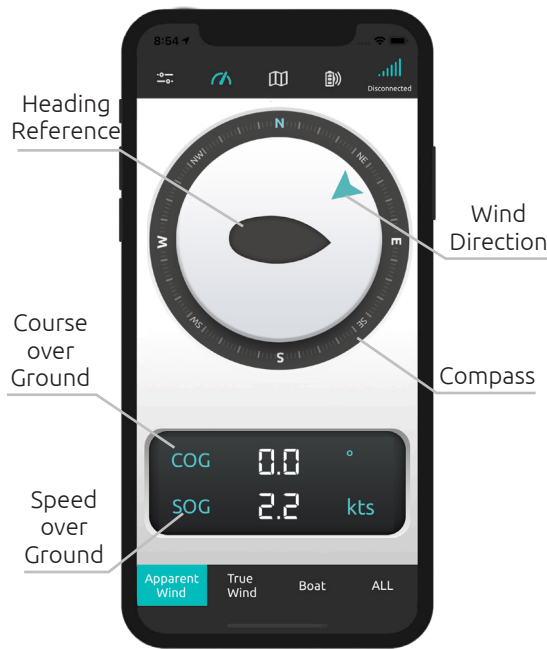 8:54
Disconnected
Heading
Reference
N
NW
NE
Wind
Direction
W
E
SW
SE
S
Course
over
Ground
Compass
COG 0.0 °
SOG 2.2 kts
Speed
over
Ground
Apparent
Wind
True
Wind
Boat
ALL